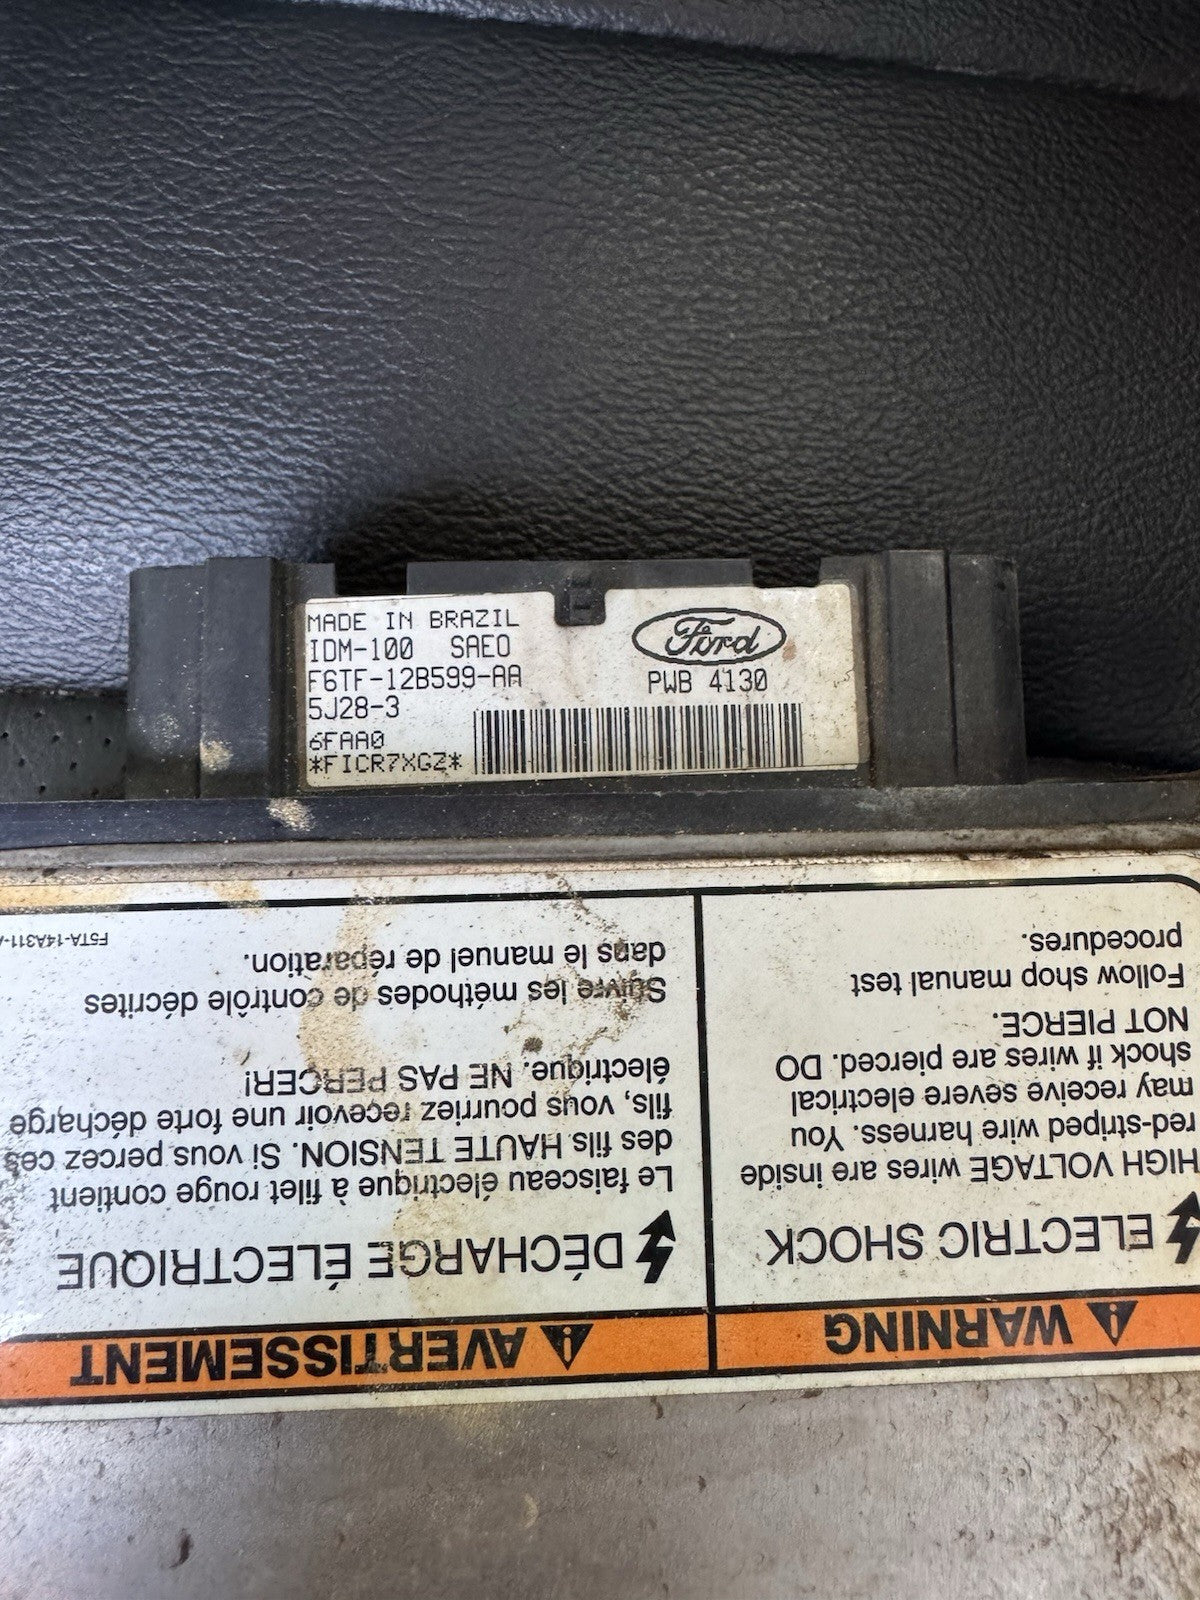 MADE IN BRAZIL
IDM-100 SAEO
F6TF-12B599-AA
5J28-3
6FAA0
*FICR7XGZ*
Ford
PWB 4130
WARNING
ELECTRIC SHOCK
HIGH VOLTAGE wires are inside
red-striped wire harness. You
may receive severe electrical
shock if wires are pierced. DO
NOT PIERCE.
Follow shop manual test
procedures.
AVERTISSEMENT
DÉCHARGE ÉLECTRIQUE
Le faisceau électrique à filet rouge contient
des fils HAUTE TENSION. Si vous percez ces
fils, vous pourriez recevoir une forte décharge
électrique. NE PAS PERCER!
Suivre les méthodes de contrôle décrites
dans le manuel de réparation.
F5TA-14A311-